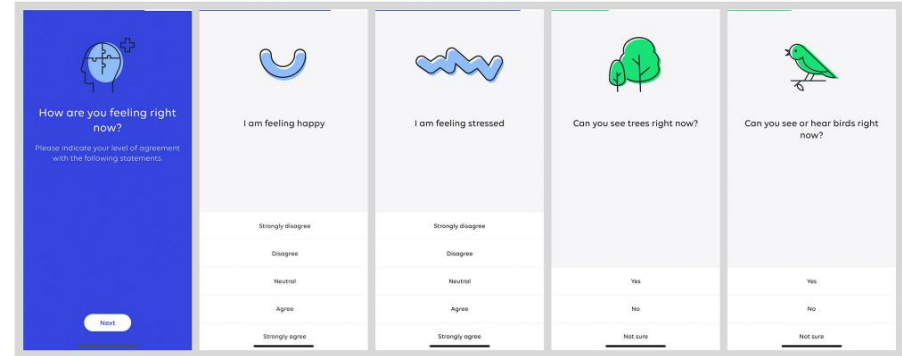 How are you feeling right
now?
Please indicate your level of agreement
with the following statements.
Next
I am feeling happy
Strongly disagree
Disagree
Neutral
Agree
Strongly agree
I am feeling stressed
Strongly disagree
Disagree
Neutral
Agree
Strongly agree
Can you see trees right now?
Yes
No
Not sure
Can you see or hear birds right
now?
Yes
No
Not sure